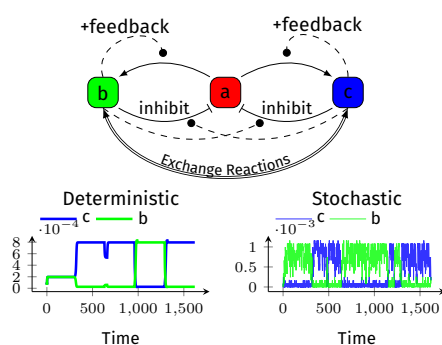 +feedback
+feedback
b
a
c
inhibit
inhibit
Exchange Reactions
Deterministic
c
b
·10⁻⁴
8
6
4
2
0
0
500
1,000
1,500
Time
Stochastic
c
b
·10⁻³
1
0.5
0
0
500
1,000
1,500
Time